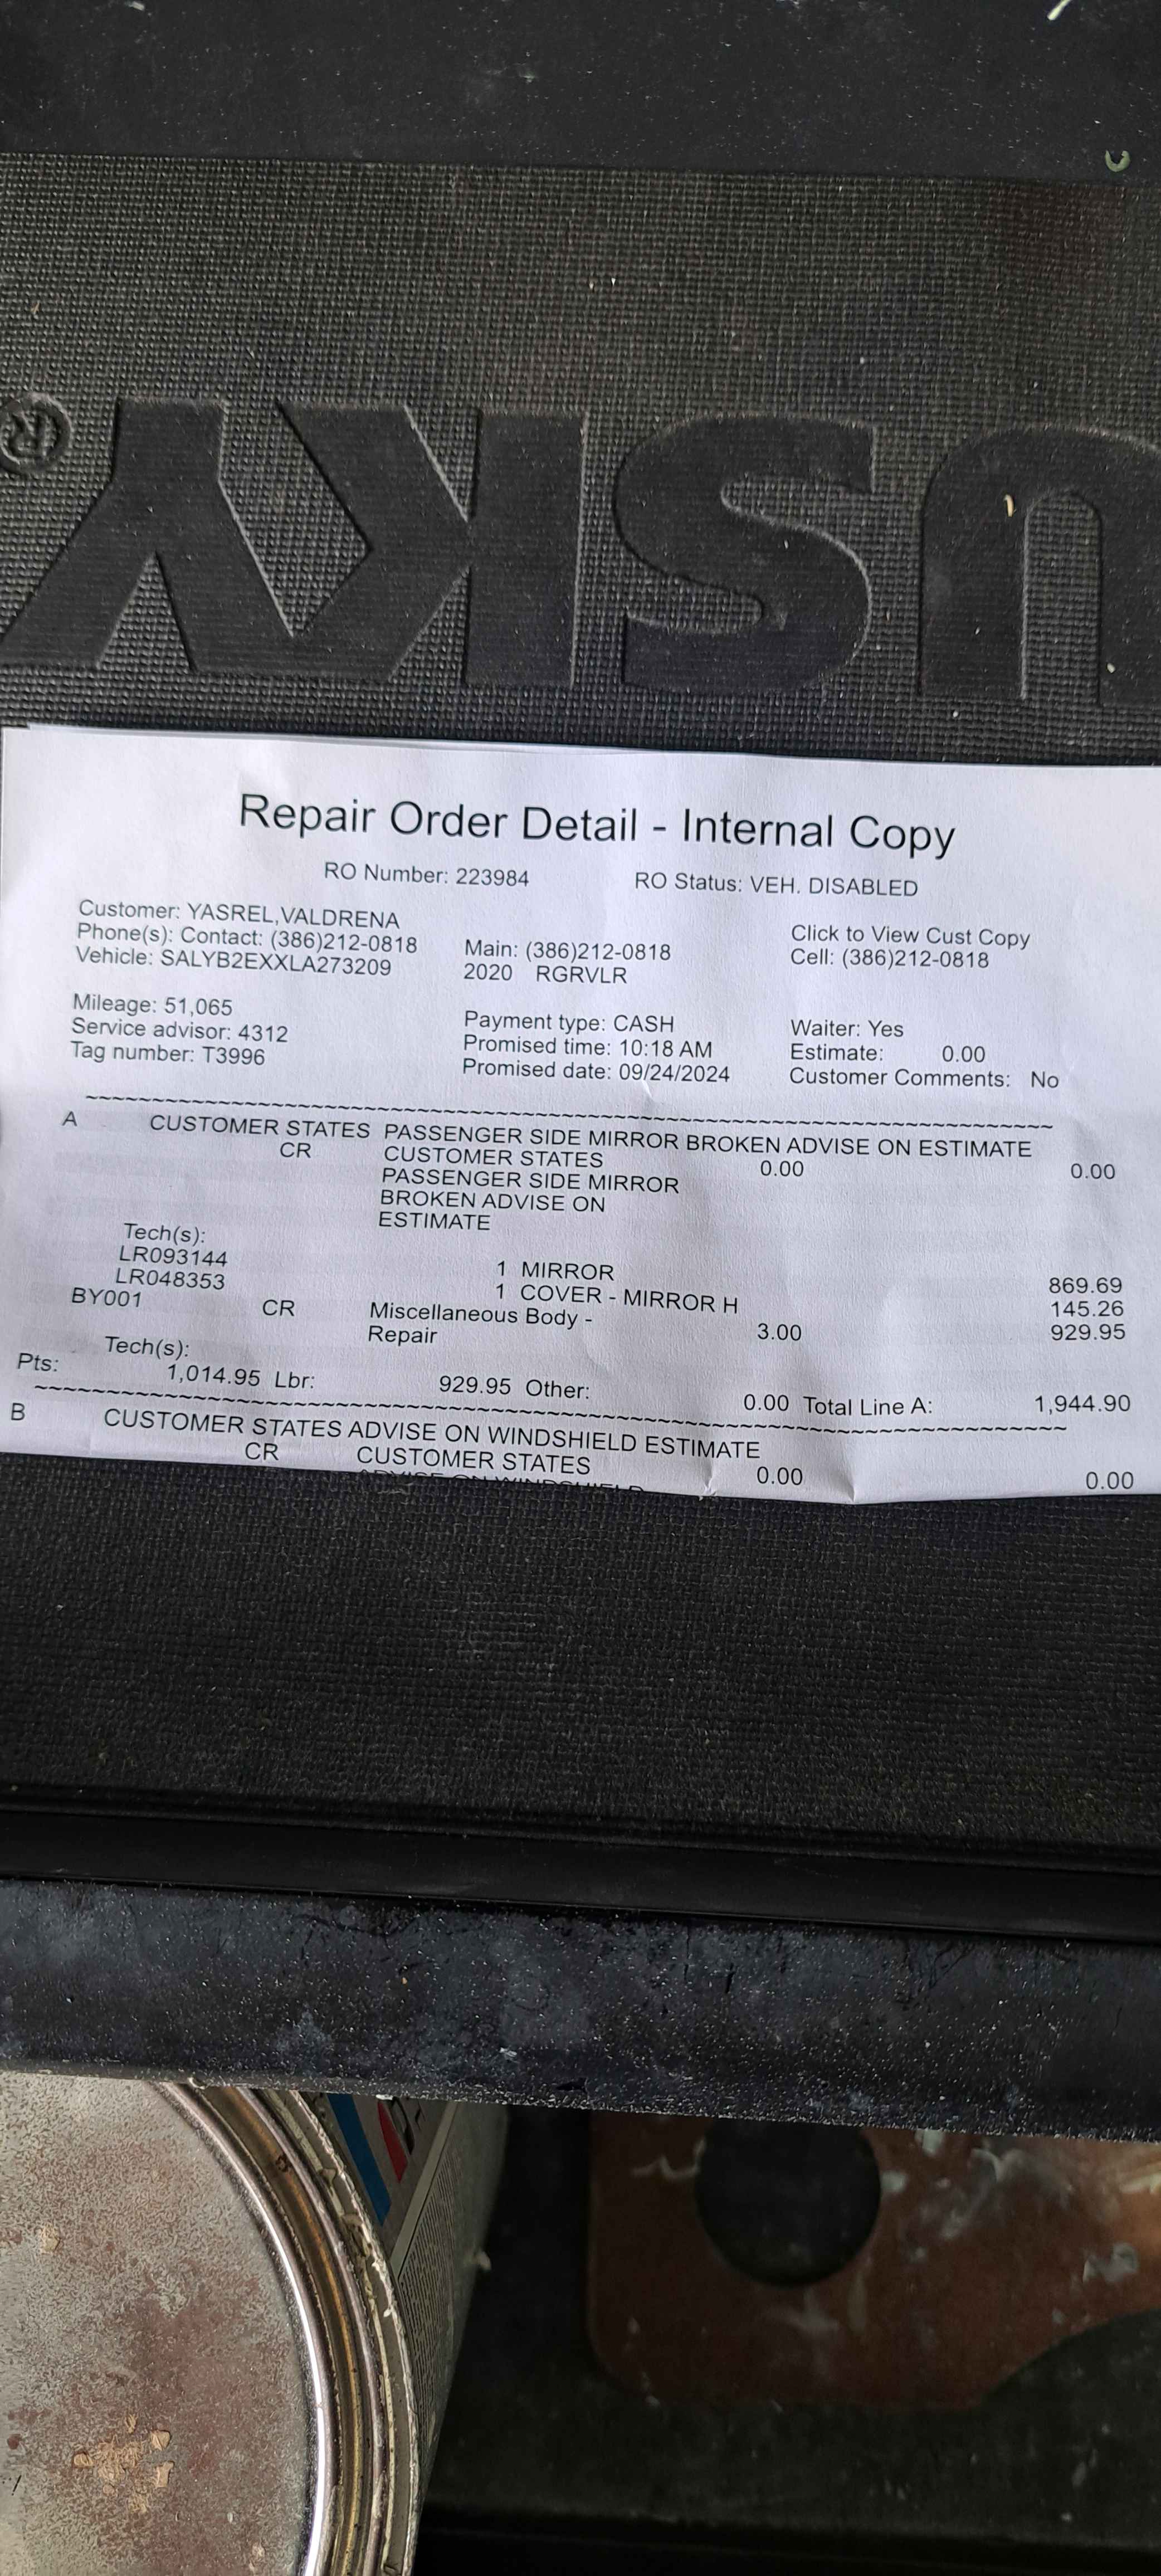 USKY®
Repair Order Detail - Internal Copy
RO Number: 223984 RO Status: VEH. DISABLED
Customer: YASREL,VALDRENA
Phone(s): Contact: (386)212-0818 Main: (386)212-0818 Click to View Cust Copy
Cell: (386)212-0818
Vehicle: SALYB2EXXLA273209 2020 RGRVLR
Mileage: 51,065 Payment type: CASH Waiter: Yes
Service advisor: 4312 Promised time: 10:18 AM Estimate: 0.00
Tag number: T3996 Promised date: 09/24/2024 Customer Comments: No
~~~~~~~~~~~~~~~~~~~~~~~~~~~~~~~~~~~~~~~~~~~~~~~~~~~~~~~~~~~~
A CUSTOMER STATES PASSENGER SIDE MIRROR BROKEN ADVISE ON ESTIMATE
CR CUSTOMER STATES 0.00 0.00
PASSENGER SIDE MIRROR
BROKEN ADVISE ON
ESTIMATE
Tech(s):
LR093144 1 MIRROR 869.69
LR048353 1 COVER - MIRROR H 145.26
BY001 CR Miscellaneous Body - 3.00 929.95
Repair
Tech(s):
Pts: 1,014.95 Lbr: 929.95 Other: 0.00 Total Line A: 1,944.90
~~~~~~~~~~~~~~~~~~~~~~~~~~~~~~~~~~~~~~~~~~~~~~~~~~~~~~~~~~~~
B CUSTOMER STATES ADVISE ON WINDSHIELD ESTIMATE
CR CUSTOMER STATES 0.00 0.00
ADVISE ON WINDSHIELD